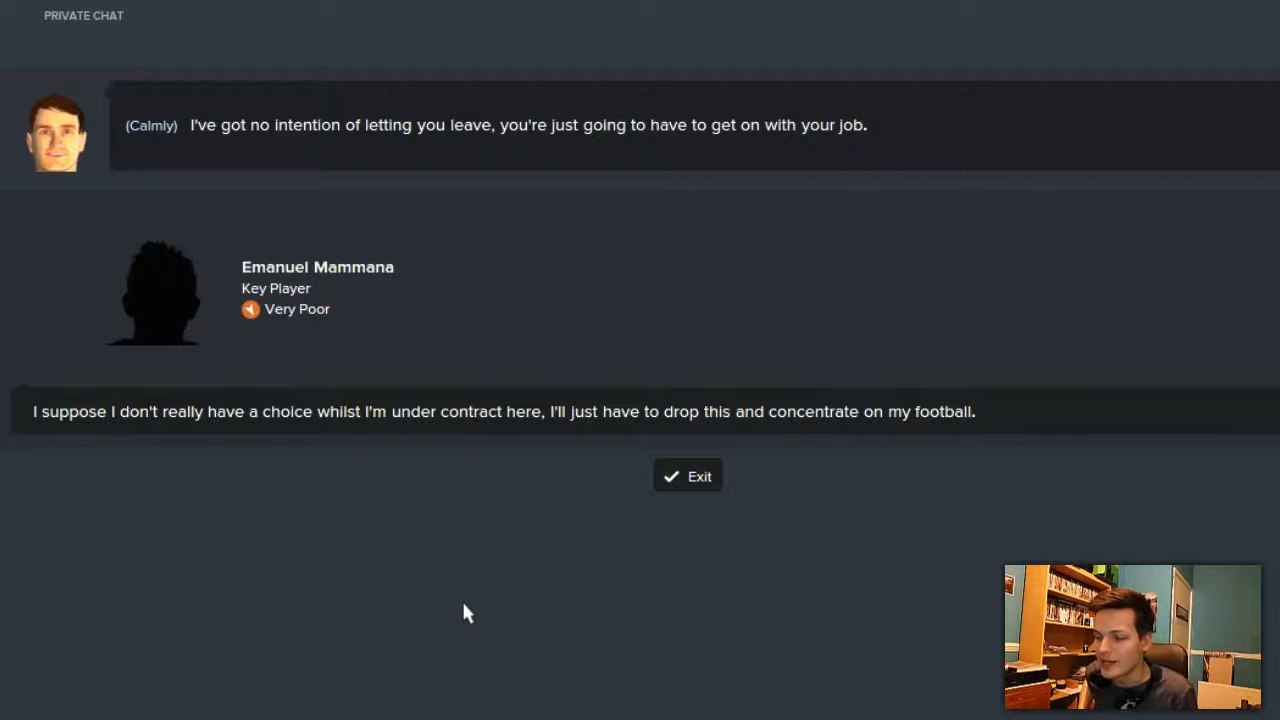 PRIVATE CHAT
(Calmly) I've got no intention of letting you leave, you're just going to have to get on with your job.
Emanuel Mammana
Key Player
Very Poor
I suppose I don't really have a choice whilst I'm under contract here, I'll just have to drop this and concentrate on my football.
Exit